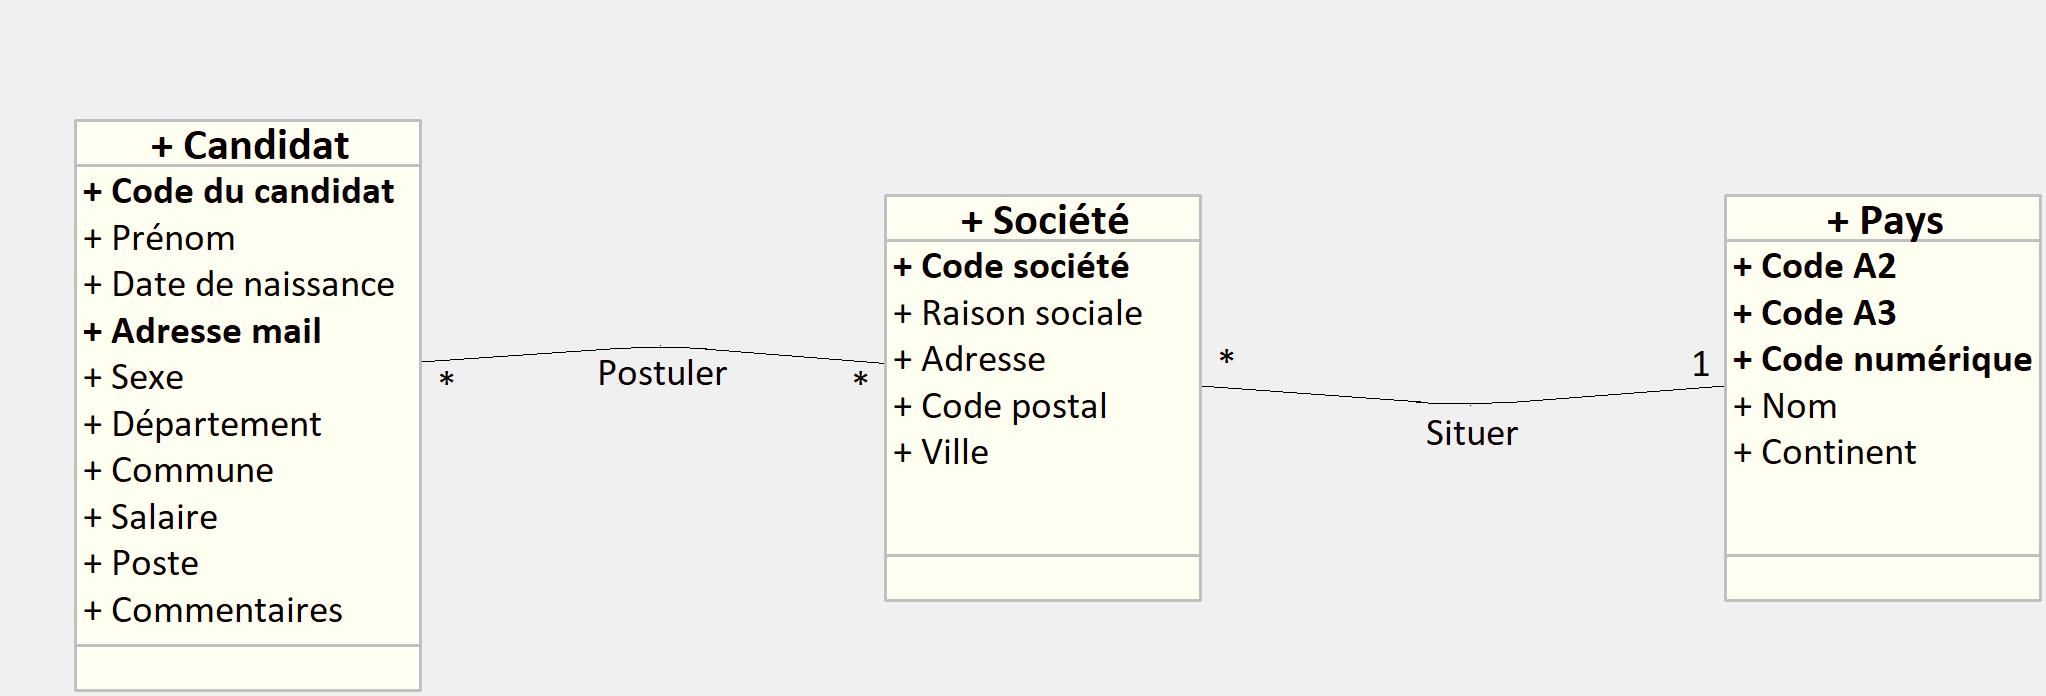 + Candidat
+ Code du candidat
+ Prénom
+ Date de naissance
+ Adresse mail
+ Sexe
+ Département
+ Commune
+ Salaire
+ Poste
+ Commentaires
*
Postuler
*
+ Société
+ Code société
+ Raison sociale
+ Adresse
+ Code postal
+ Ville
*
Situer
1
+ Pays
+ Code A2
+ Code A3
+ Code numérique
+ Nom
+ Continent